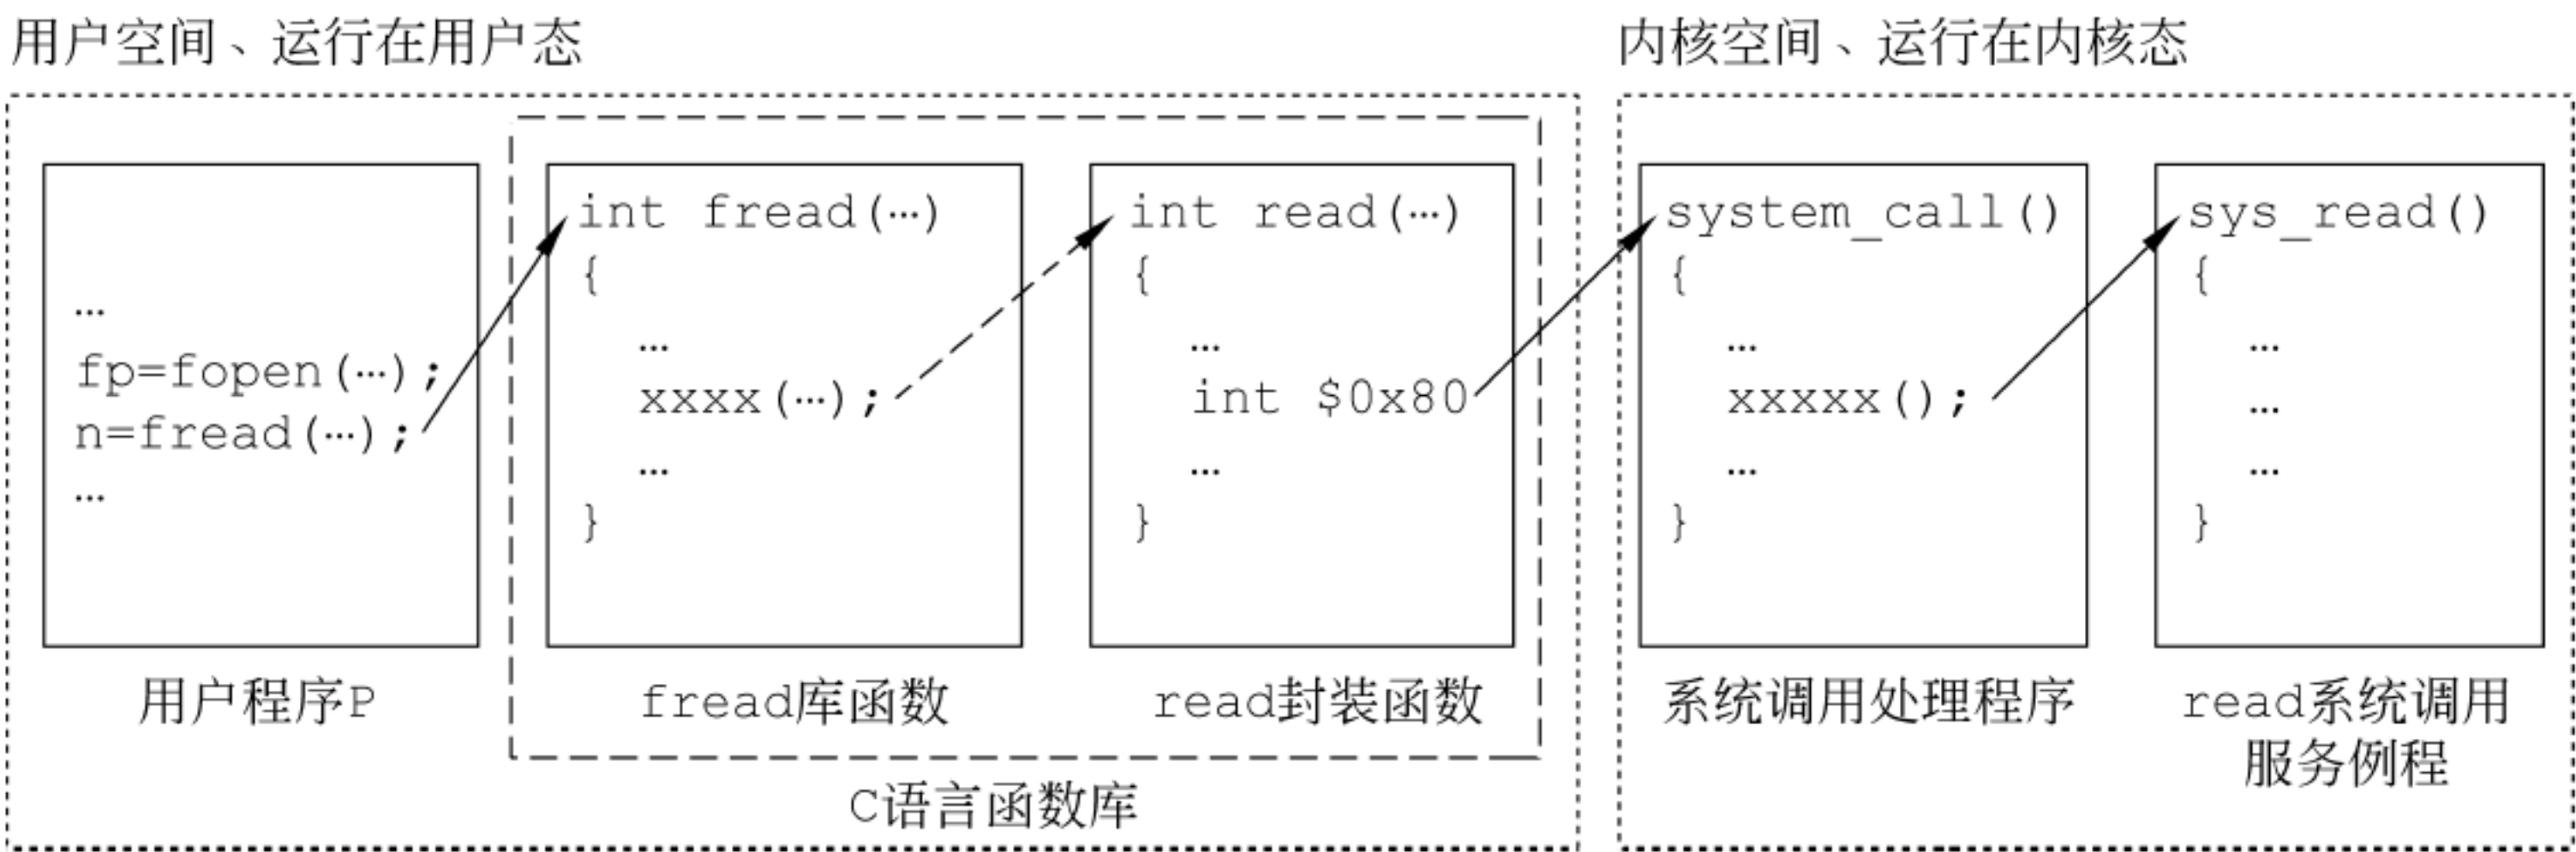 用户空间、运行在用户态
内核空间、运行在内核态
…
fp=fopen(…);
n=fread(…);
…
用户程序P
int fread(…)
{
…
xxxx(…);
…
}
fread库函数
int read(…)
{
…
int $0x80
…
}
read封装函数
C语言函数库
system_call()
{
…
xxxxx();
…
}
系统调用处理程序
sys_read()
{
…
…
…
}
read系统调用
服务例程